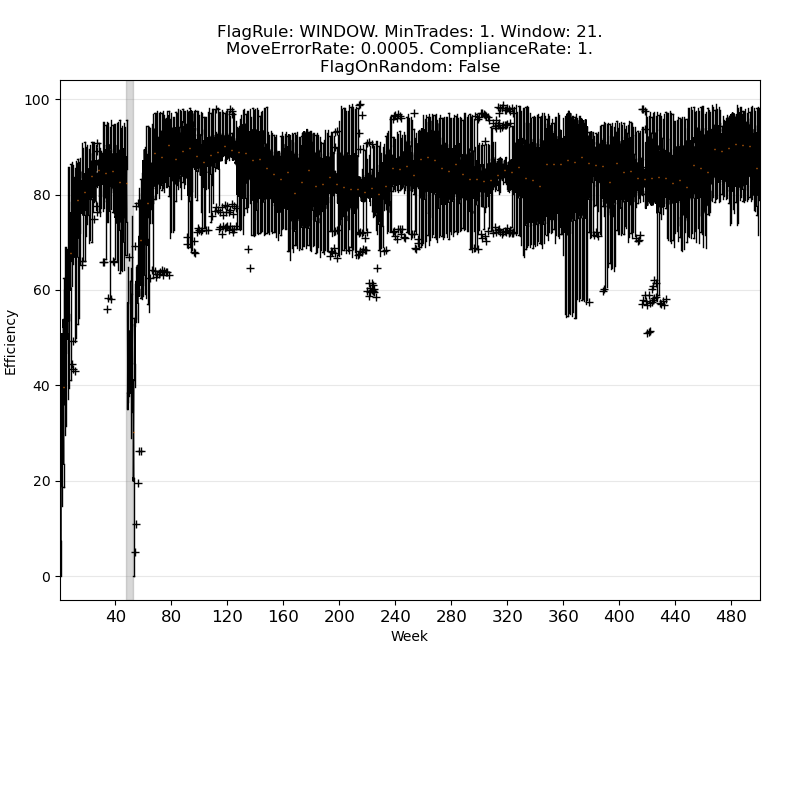 FlagRule: WINDOW. MinTrades: 1. Window: 21.
MoveErrorRate: 0.0005. ComplianceRate: 1.
FlagOnRandom: False
100
80
60
40
20
0
Efficiency
40 80 120 160 200 240 280 320 360 400 440 480
Week